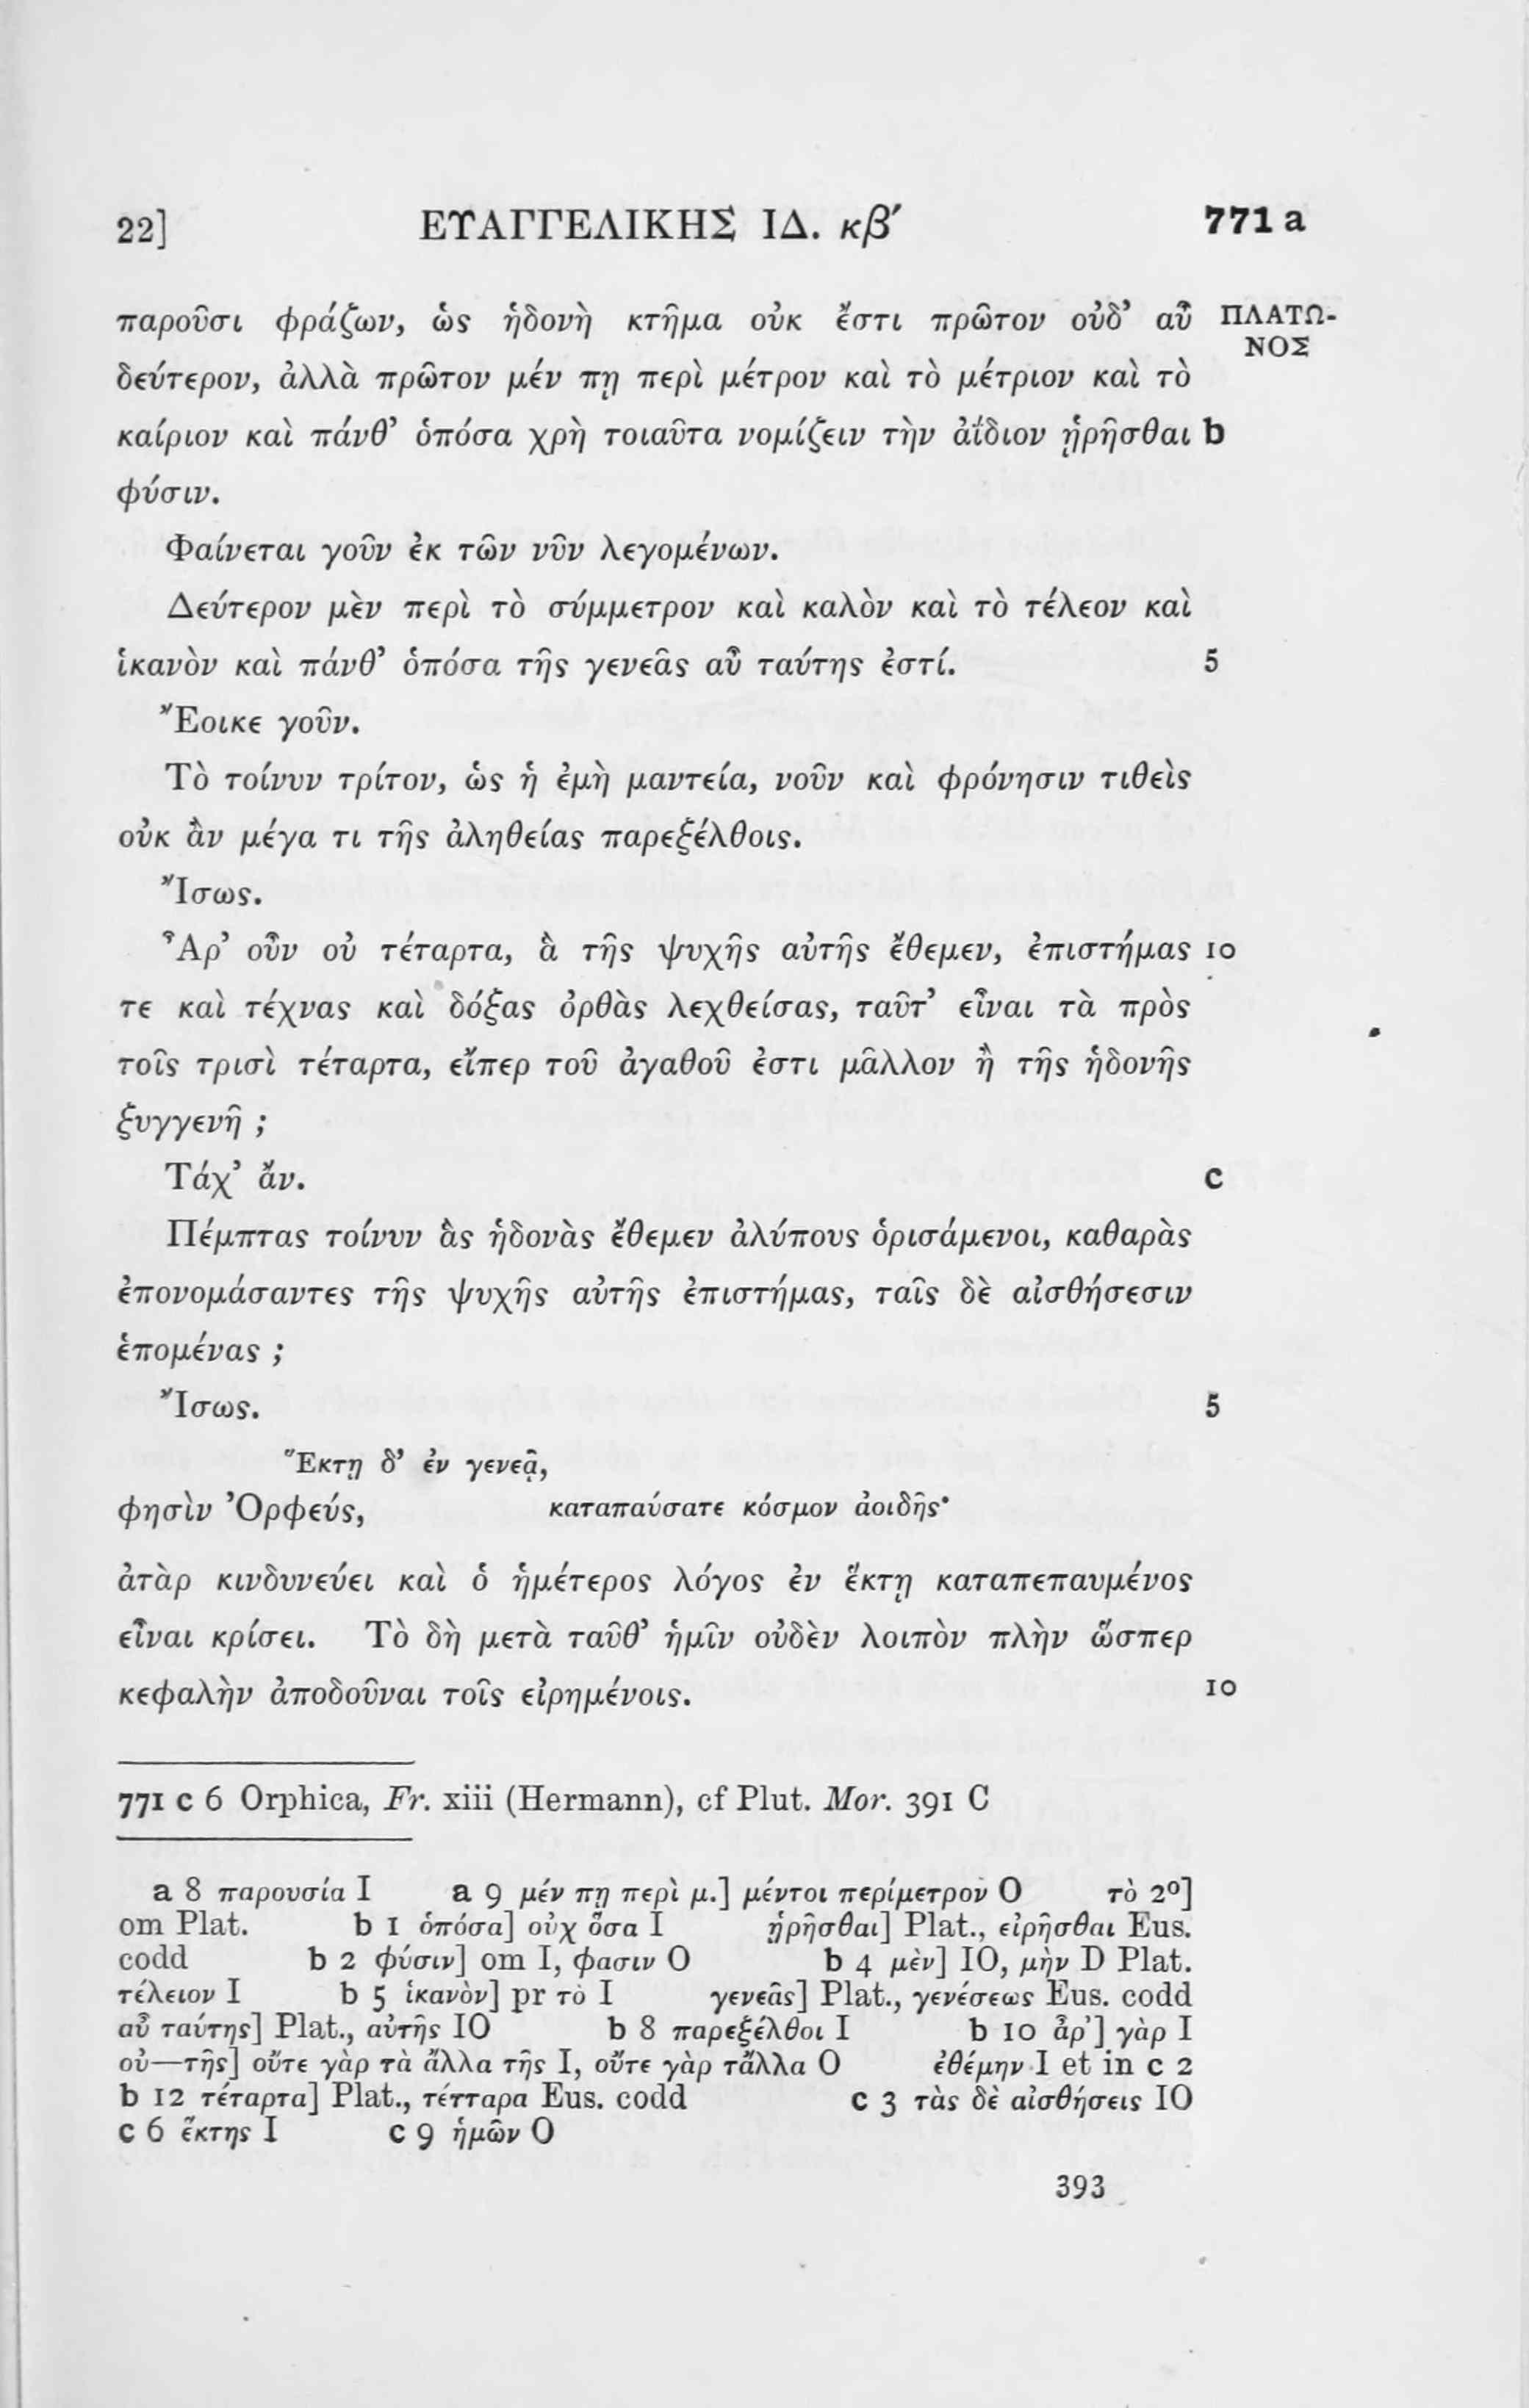 22] ΕΥΑΓΓΕΛΙΚΗΣ ΙΔ. κβ′ 771 a
παροῦσι φράζων, ὡς ἡδονὴ κτῆμα οὐκ ἔστι πρῶτον οὐδ’ αὖ ΠΛΑΤΩ-
ΝΟΣ
δεύτερον, ἀλλὰ πρῶτον μέν πῃ περὶ μέτρον καὶ τὸ μέτριον καὶ τὸ
καίριον καὶ πάνθ’ ὁπόσα χρὴ τοιαῦτα νομίζειν τὴν ἀΐδιον ᾑρῆσθαι b
φύσιν.
Φαίνεται γοῦν ἐκ τῶν νῦν λεγομένων.
Δεύτερον μὲν περὶ τὸ σύμμετρον καὶ καλὸν καὶ τὸ τέλεον καὶ
ἱκανὸν καὶ πάνθ’ ὁπόσα τῆς γενεᾶς αὖ ταύτης ἐστί. 5
Ἔοικε γοῦν.
Τὸ τοίνυν τρίτον, ὡς ἡ ἐμὴ μαντεία, νοῦν καὶ φρόνησιν τιθεὶς
οὐκ ἂν μέγα τι τῆς ἀληθείας παρεξέλθοις.
Ἴσως.
Ἆρ’ οὖν οὐ τέταρτα, ἃ τῆς ψυχῆς αὐτῆς ἔθεμεν, ἐπιστήμας 10
τε καὶ τέχνας καὶ δόξας ὀρθὰς λεχθείσας, ταῦτ’ εἶναι τὰ πρὸς
τοῖς τρισὶ τέταρτα, εἴπερ τοῦ ἀγαθοῦ ἐστι μᾶλλον ἢ τῆς ἡδονῆς
ξυγγενῆ ;
Τάχ’ ἄν. c
Πέμπτας τοίνυν ἃς ἡδονὰς ἔθεμεν ἀλύπους ὁρισάμενοι, καθαρὰς
ἐπονομάσαντες τῆς ψυχῆς αὐτῆς ἐπιστήμας, ταῖς δὲ αἰσθήσεσιν
ἑπομένας ;
Ἴσως. 5
Ἕκτῃ δ’ ἐν γενεᾷ,
φησὶν Ὀρφεύς, καταπαύσατε κόσμον ἀοιδῆς·
ἀτὰρ κινδυνεύει καὶ ὁ ἡμέτερος λόγος ἐν ἕκτῃ καταπεπαυμένος
εἶναι κρίσει. Τὸ δὴ μετὰ ταῦθ’ ἡμῖν οὐδὲν λοιπὸν πλὴν ὥσπερ
κεφαλὴν ἀποδοῦναι τοῖς εἰρημένοις. 10
771 c 6 Orphica, Fr. xiii (Hermann), cf Plut. Mor. 391 C
a 8 παρουσία I a 9 μέν πῃ περὶ μ.] μέντοι περίμετρον O τὸ 2⁰]
om Plat. b 1 ὁπόσα] οὐχ ὅσα I ᾑρῆσθαι] Plat., εἰρῆσθαι Eus.
codd b 2 φύσιν] om I, φασιν O b 4 μὲν] IO, μὴν D Plat.
τέλειον I b 5 ἱκανὸν] pr τὸ I γενεᾶς] Plat., γενέσεως Eus. codd
αὖ ταύτης] Plat., αὐτῆς IO b 8 παρεξέλθοι I b 10 ἆρ’] γὰρ I
οὐ—τῆς] οὔτε γὰρ τὰ ἄλλα τῆς I, οὔτε γὰρ τἄλλα O ἐθέμην I et in c 2
b 12 τέταρτα] Plat., τέτταρα Eus. codd c 3 τὰς δὲ αἰσθήσεις IO
c 6 ἕκτης I c 9 ἡμῶν O
393